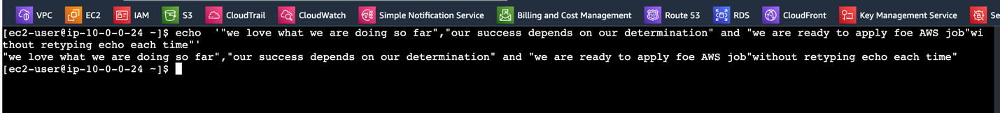 VPC EC2 IAM S3 CloudTrail CloudWatch Simple Notification Service Billing and Cost Management Route 53 RDS CloudFront Key Management Service Se
[ec2-user@ip-10-0-0-24 ~]$ echo  '"we love what we are doing so far","our success depends on our determination" and "we are ready to apply foe AWS job"wi
thout retyping echo each time"'
"we love what we are doing so far","our success depends on our determination" and "we are ready to apply foe AWS job"without retyping echo each time"
[ec2-user@ip-10-0-0-24 ~]$